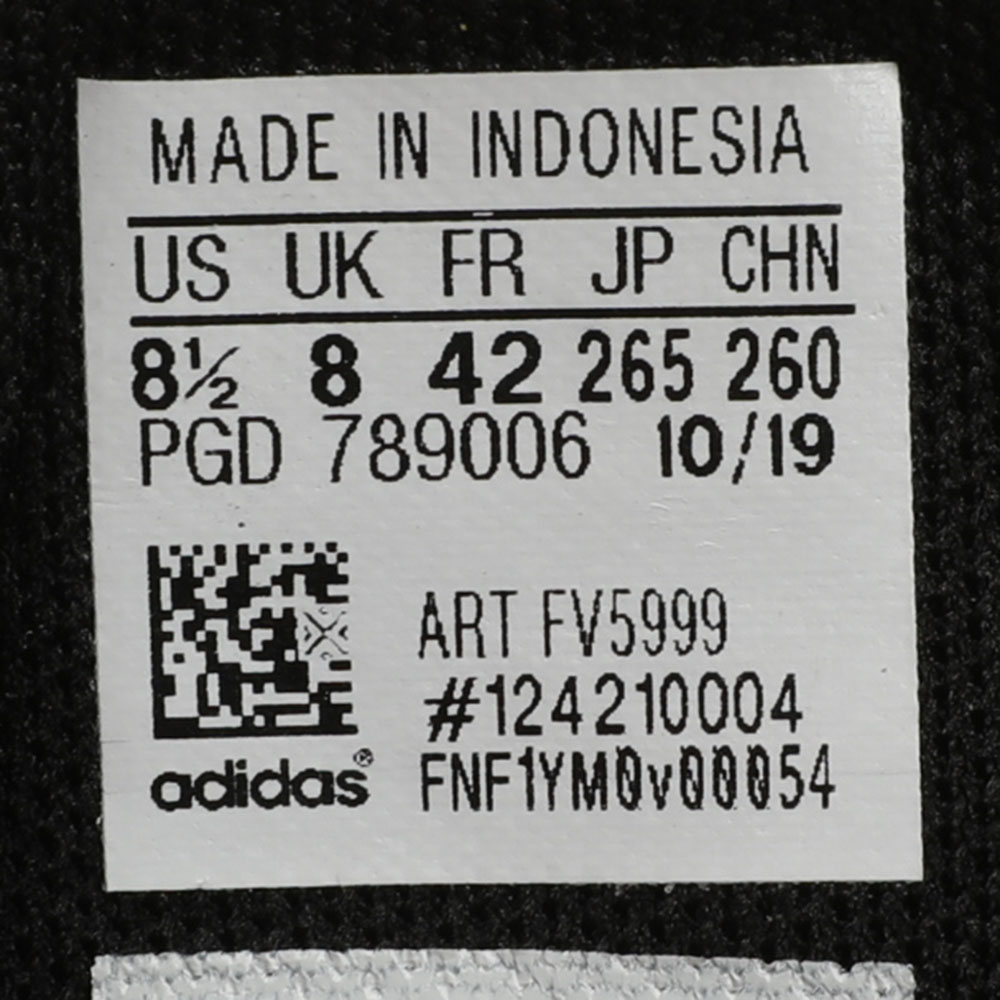 MADE IN INDONESIA
US UK FR JP CHN
8½ 8 42 265 260
PGD 789006 10/19
ART FV5999
#124210004
adidas®
FNF1YM0v00054